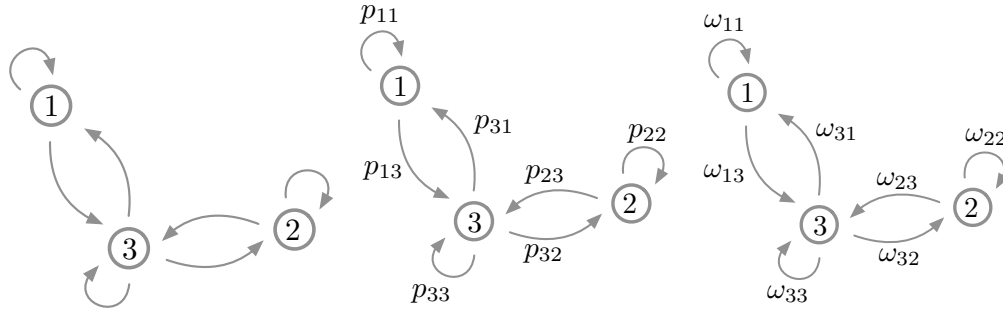 1
3
2
p₁₁
1
p₃₁
p₁₃
p₂₂
p₂₃
2
3
p₃₂
p₃₃
ω₁₁
1
ω₃₁
ω₁₃
ω₂₂
ω₂₃
2
3
ω₃₂
ω₃₃